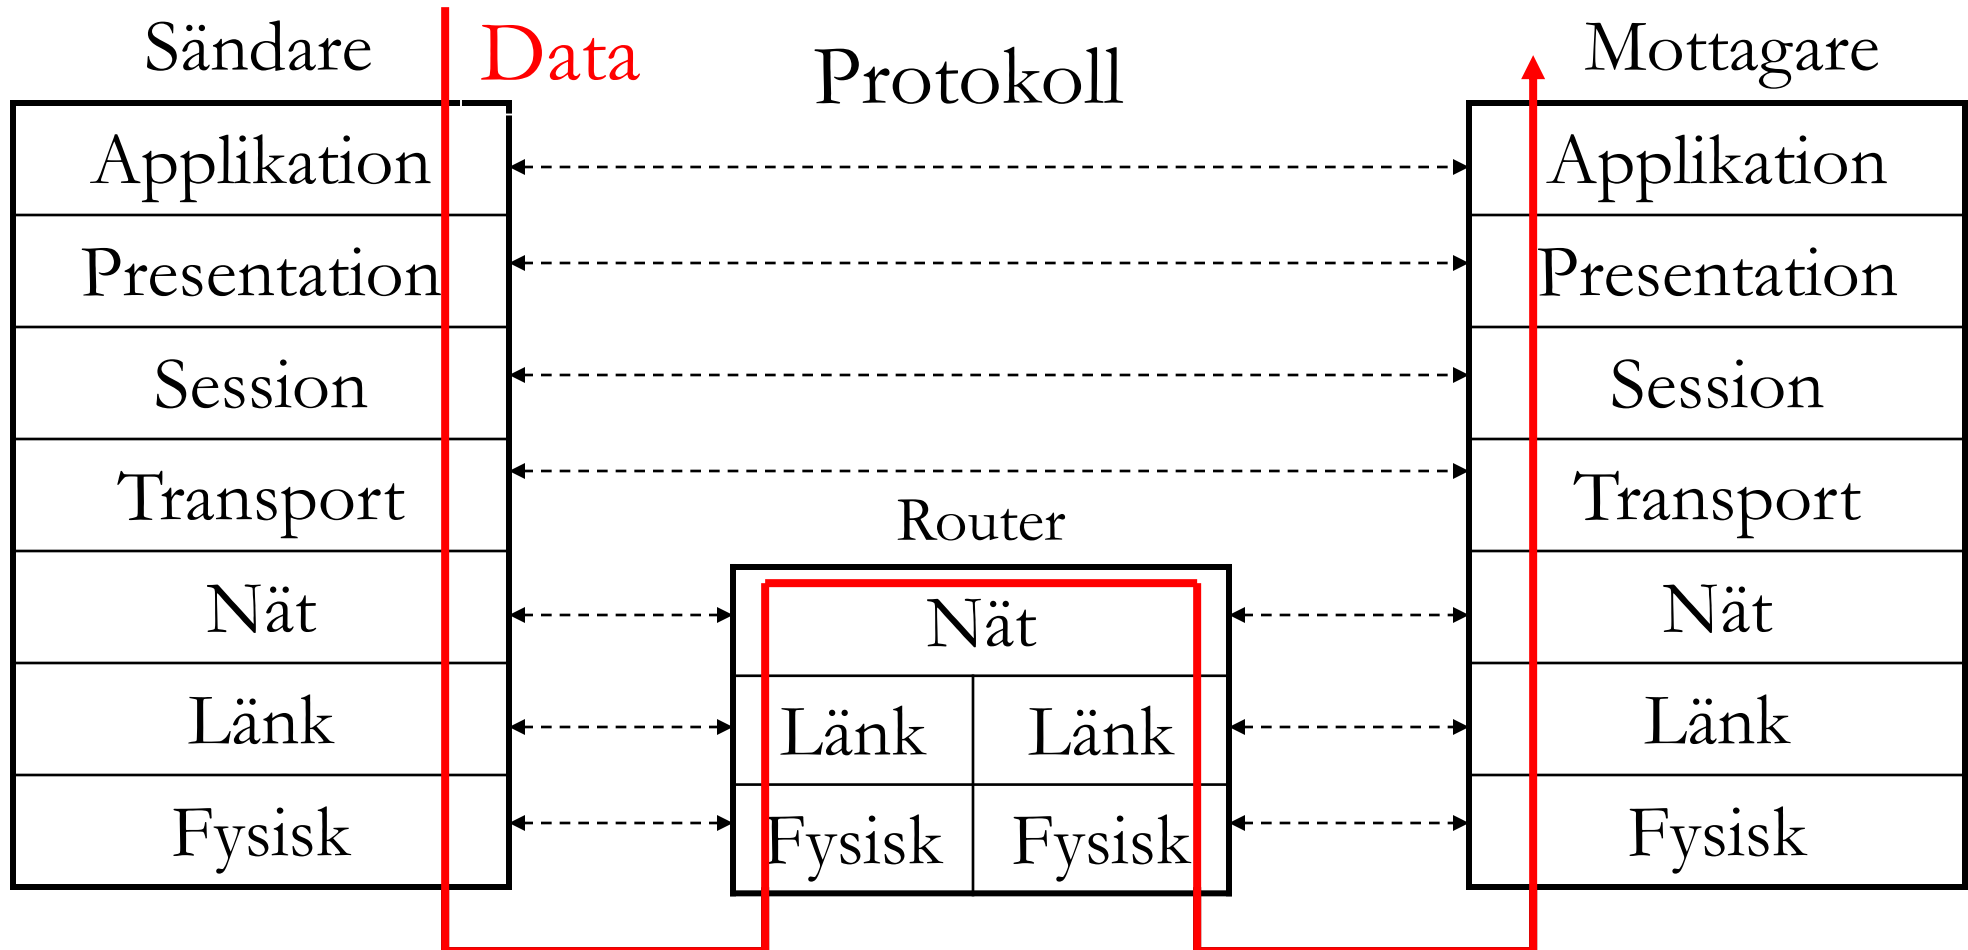 Sändare
Data
Protokoll
Mottagare
Applikation
Presentation
Session
Transport
Nät
Länk
Fysisk
Router
Nät
Länk Länk
Fysisk Fysisk
Applikation
Presentation
Session
Transport
Nät
Länk
Fysisk